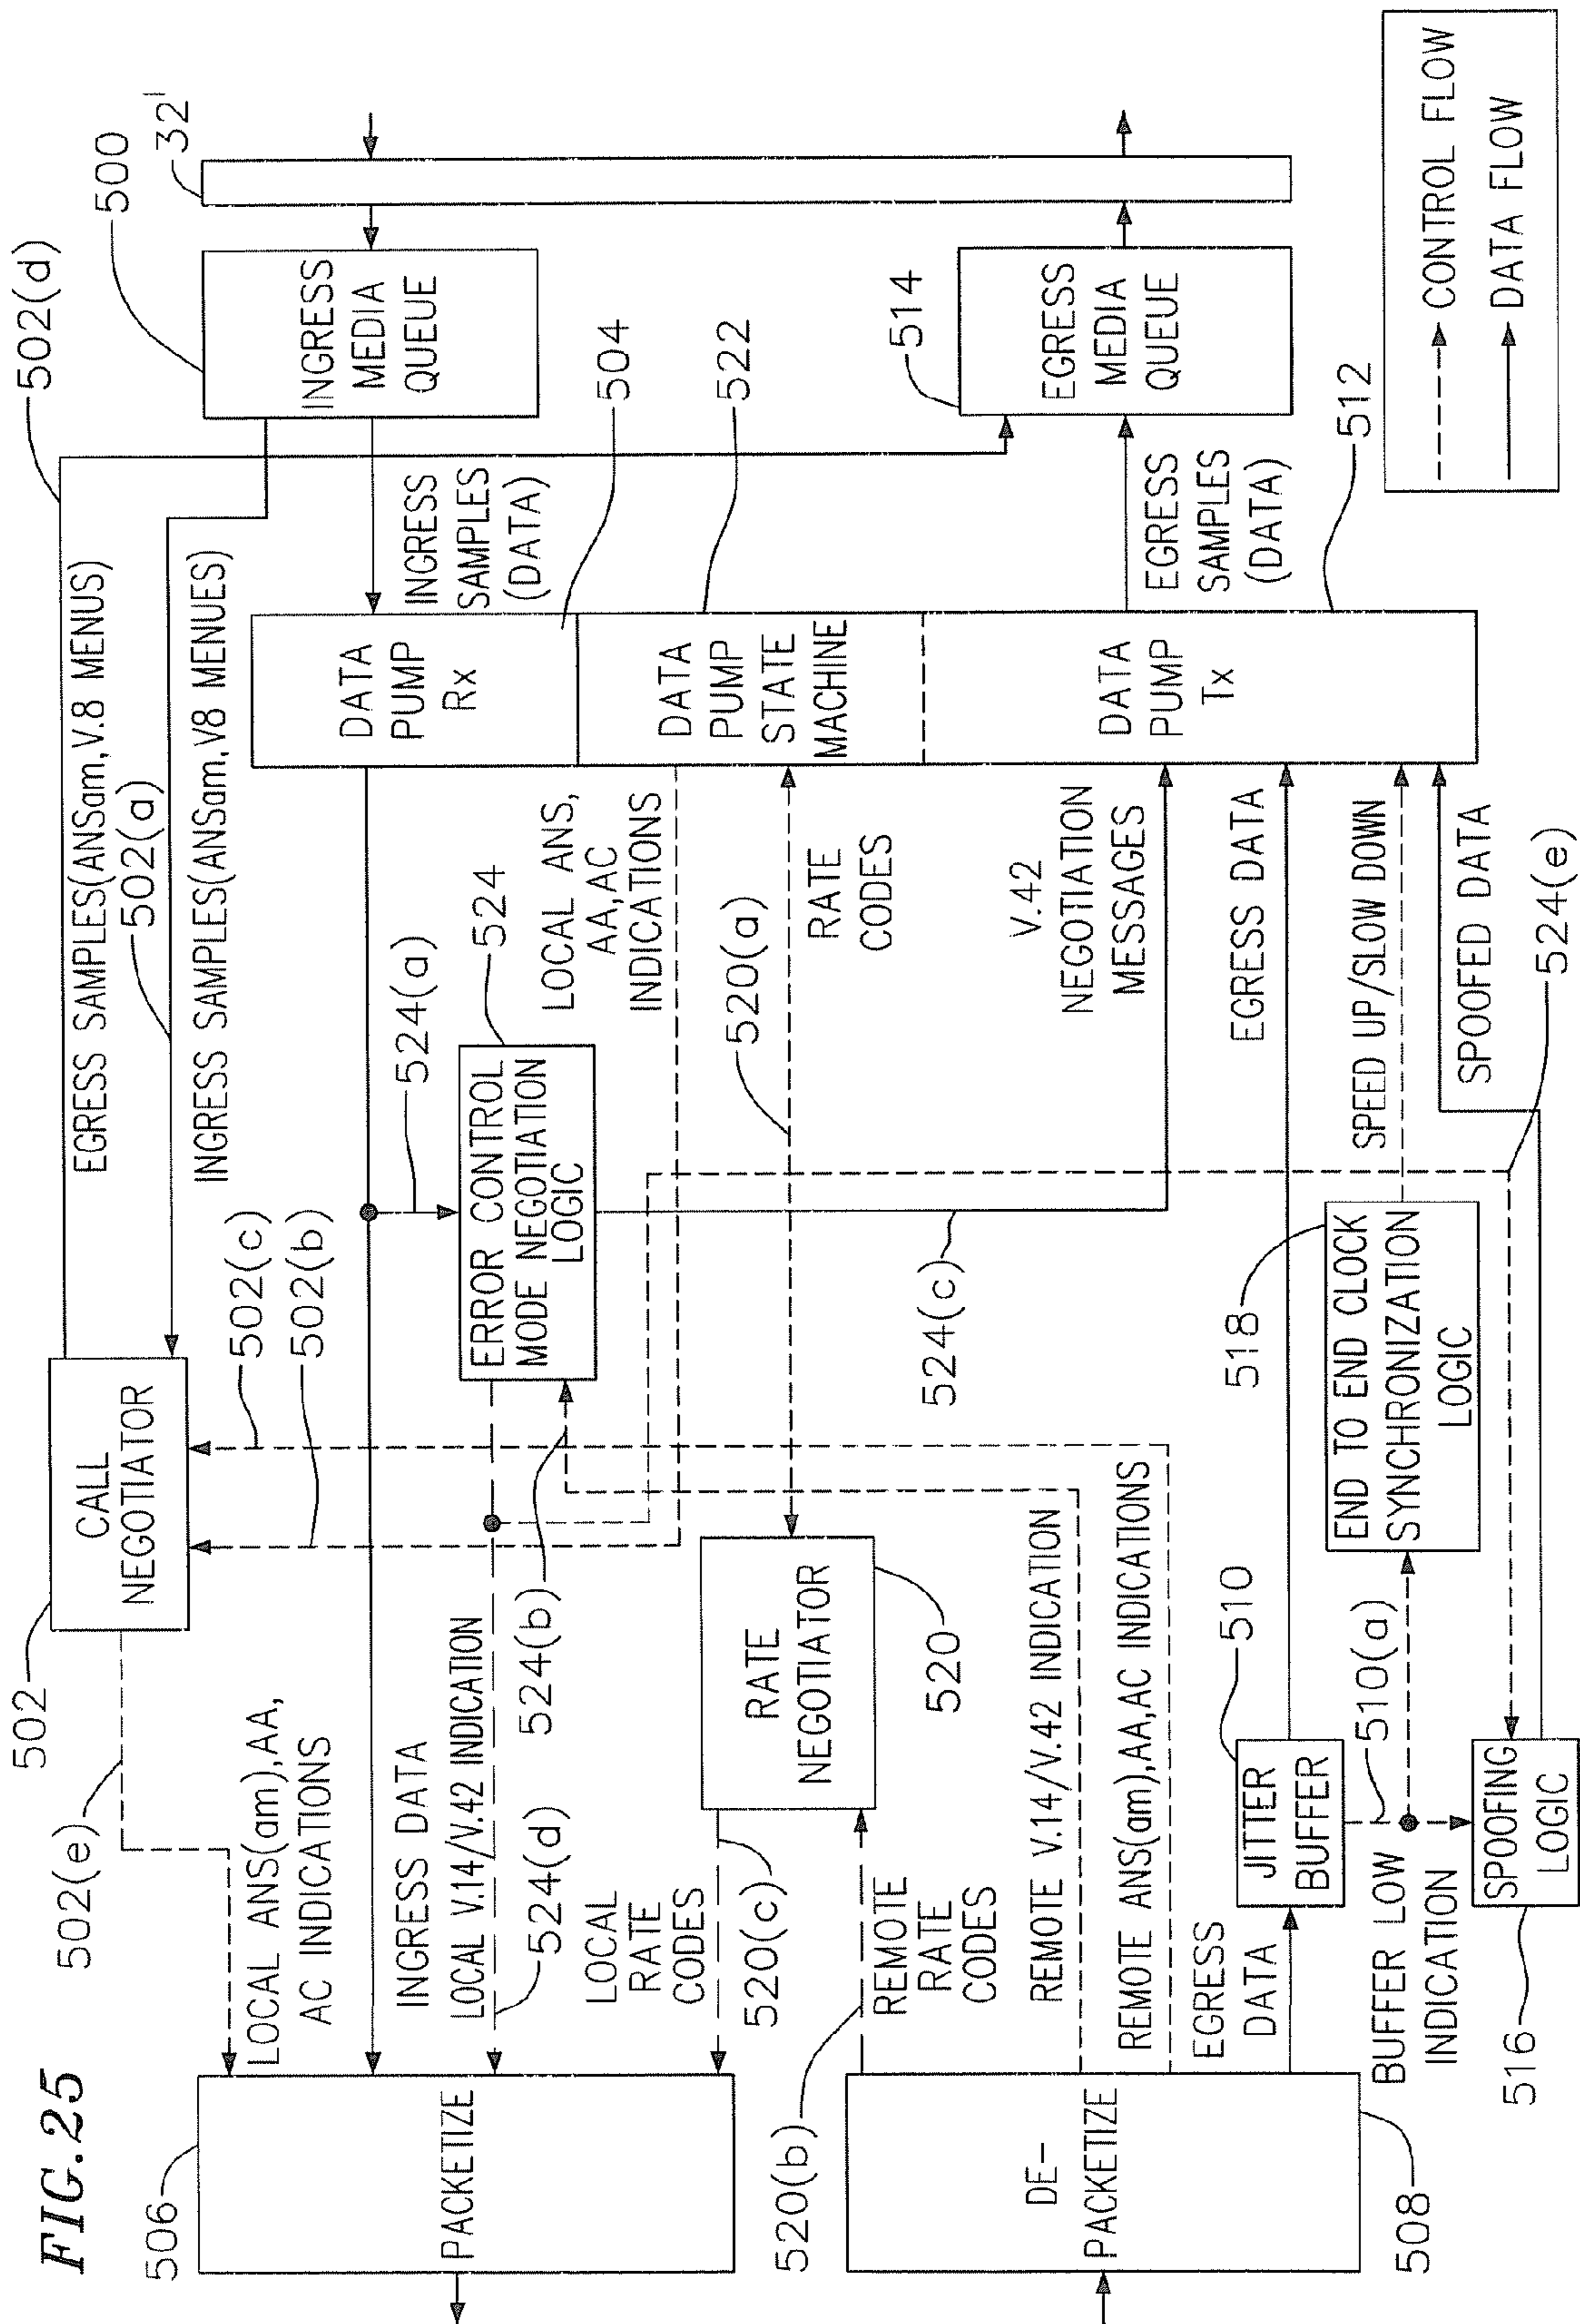 FIG.25
502(d)
500
32'
EGRESS SAMPLES(ANSam,V.8 MENUS)
502(a)
INGRESS SAMPLES(ANSam,V8 MENUES)
INGRESS
MEDIA
QUEUE
502
CALL
NEGOTIATOR
502(c)
502(b)
502(e)
LOCAL ANS(am),AA,
AC INDICATIONS
506
PACKETIZE
INGRESS DATA
LOCAL V.14/V.42 INDICATION
524(d)
524(b)
524(a)
524
ERROR CONTROL
MODE NEGOTIATION
LOGIC
INGRESS
SAMPLES
(DATA)
504
DATA
PUMP
Rx
522
DATA
PUMP
STATE
MACHINE
LOCAL ANS,
AA,AC
INDICATIONS
520(a)
RATE
CODES
LOCAL
RATE
CODES
520(c)
RATE
NEGOTIATOR
520
520(b)
REMOTE
RATE
CODES
524(c)
V.42
NEGOTIATION
MESSAGES
514
EGRESS
MEDIA
QUEUE
EGRESS
SAMPLES
(DATA)
DATA
PUMP
Tx
512
DE-
PACKETIZE
508
REMOTE V.14/V.42 INDICATION
REMOTE ANS(am),AA,AC INDICATIONS
EGRESS
DATA
510
JITTER
BUFFER
EGRESS DATA
518
END TO END CLOCK
SYNCHRONIZATION
LOGIC
SPEED UP/SLOW DOWN
510(a)
BUFFER LOW
INDICATION
SPOOFING
LOGIC
516
SPOOFED DATA
524(e)
CONTROL FLOW
DATA FLOW